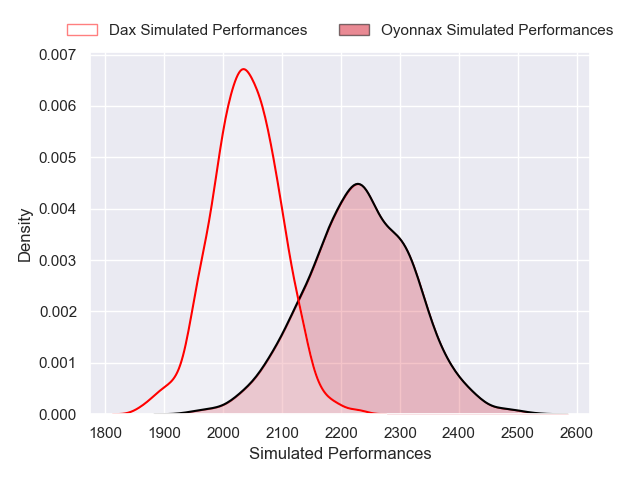 Dax Simulated Performances Oyonnax Simulated Performances
0.007
0.006
0.005
0.004
0.003
0.002
0.001
0.000
Density
1800 1900 2000 2100 2200 2300 2400 2500 2600
Simulated Performances